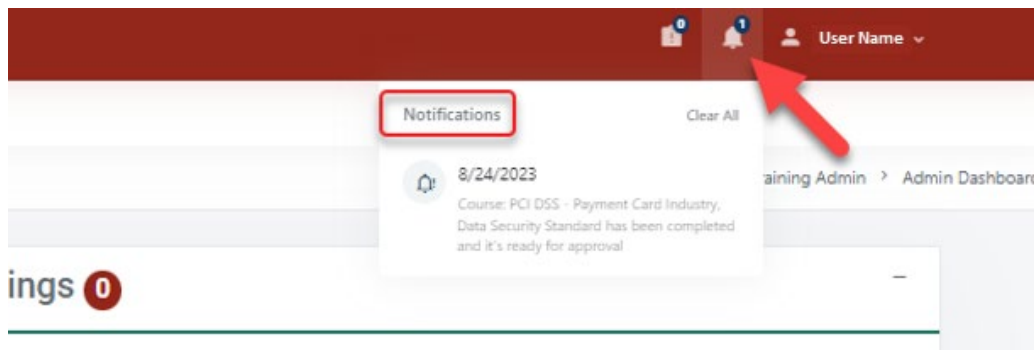 0
1
User Name
Notifications
Clear All
8/24/2023
aining Admin > Admin Dashboard
Course: PCI DSS - Payment Card Industry,
Data Security Standard has been completed
and it's ready for approval
ings 0